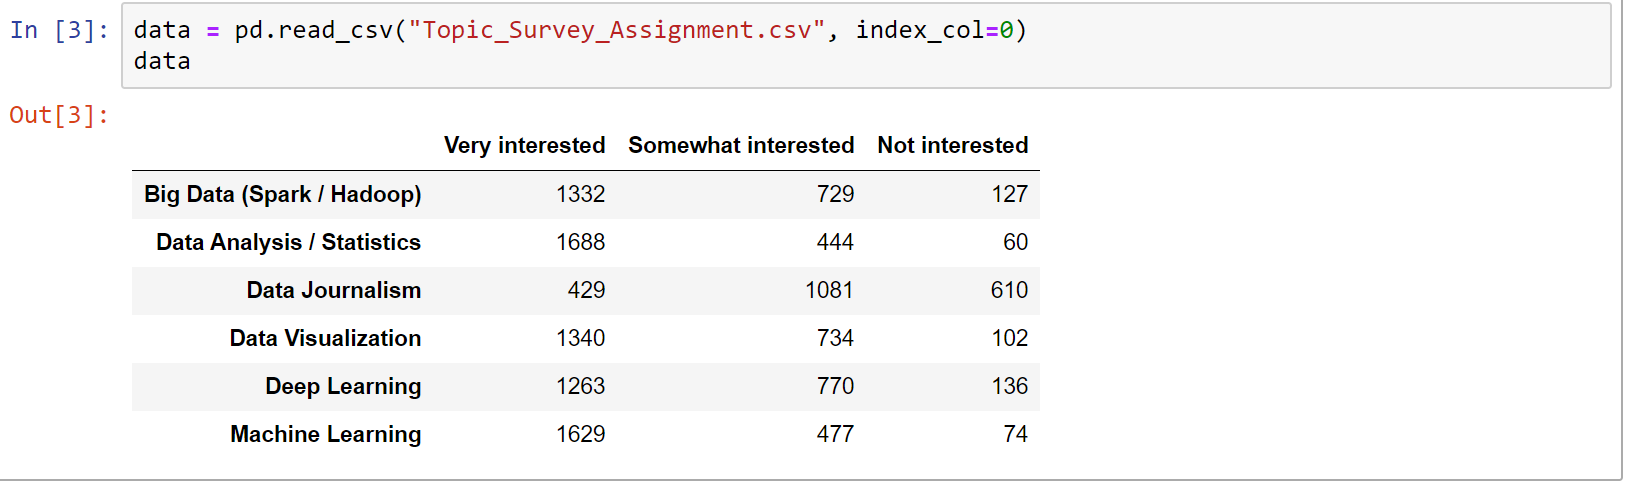 In [3]: data = pd.read_csv("Topic_Survey_Assignment.csv", index_col=0)
data
Out[3]:
Very interested Somewhat interested Not interested
Big Data (Spark / Hadoop) 1332 729 127
Data Analysis / Statistics 1688 444 60
Data Journalism 429 1081 610
Data Visualization 1340 734 102
Deep Learning 1263 770 136
Machine Learning 1629 477 74